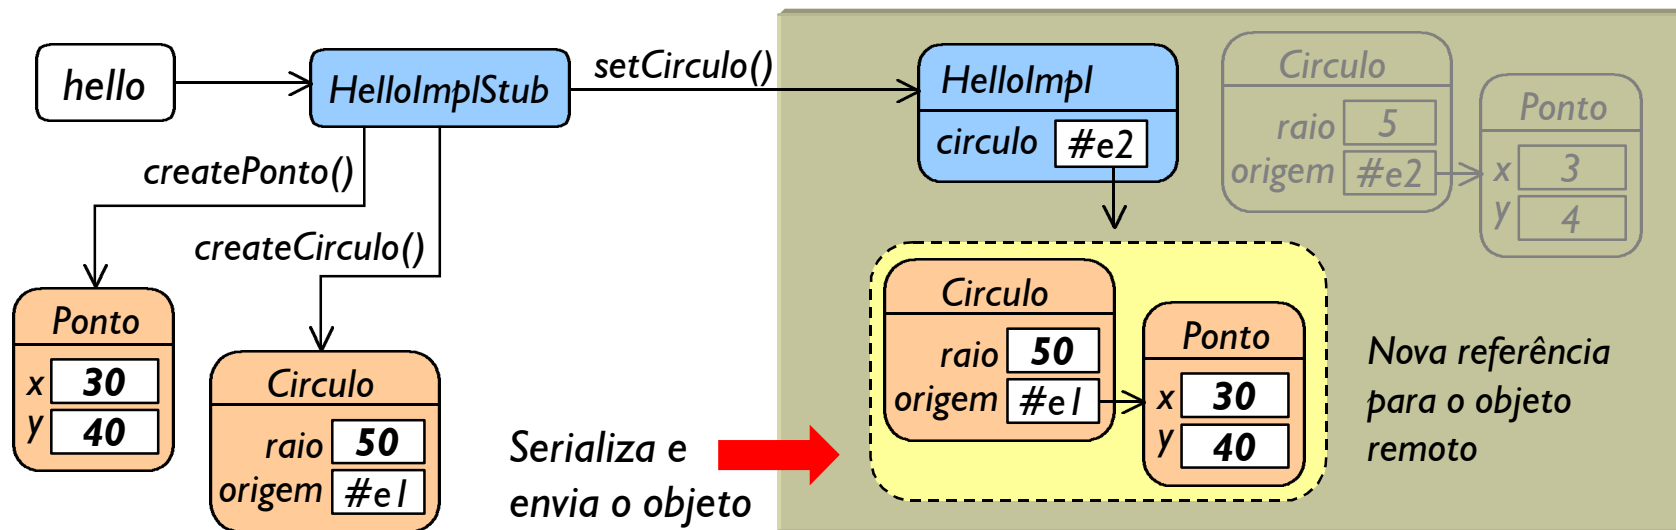 hello
HelloImplStub
setCirculo()
createPonto()
createCirculo()
Ponto
x 30
y 40
Circulo
raio 50
origem #e1
Serializa e
envia o objeto
HelloImpl
circulo #e2
Circulo
raio 5
origem #e2
Ponto
x 3
y 4
Circulo
raio 50
origem #e1
Ponto
x 30
y 40
Nova referência
para o objeto
remoto